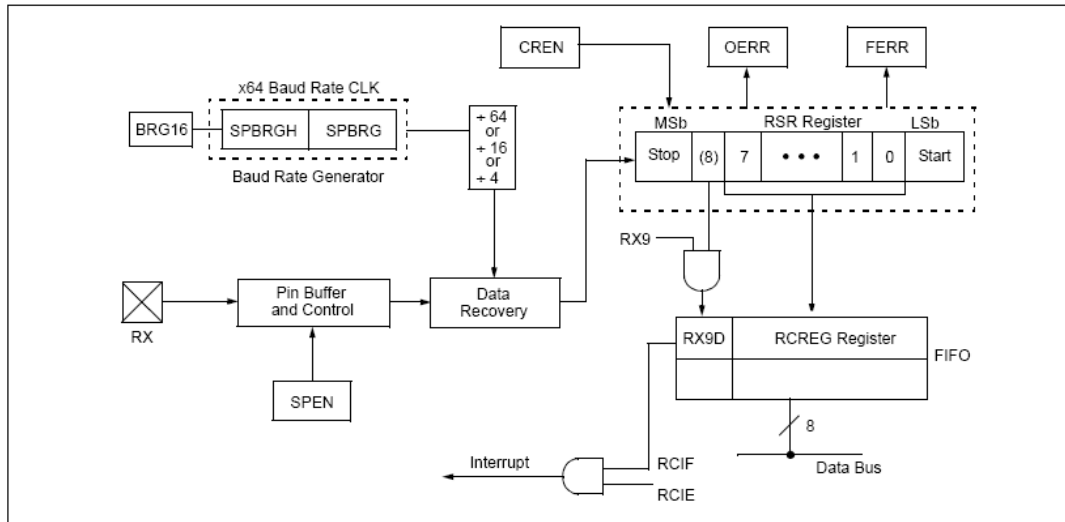 CREN
OERR
FERR
x64 Baud Rate CLK
BRG16
SPBRGH
SPBRG
Baud Rate Generator
÷ 64
or
÷ 16
or
÷ 4
MSb
RSR Register
LSb
Stop
(8)
7
• • •
1
0
Start
RX9
RX
Pin Buffer
and Control
Data
Recovery
SPEN
RX9D
RCREG Register
FIFO
8
Data Bus
Interrupt
RCIF
RCIE